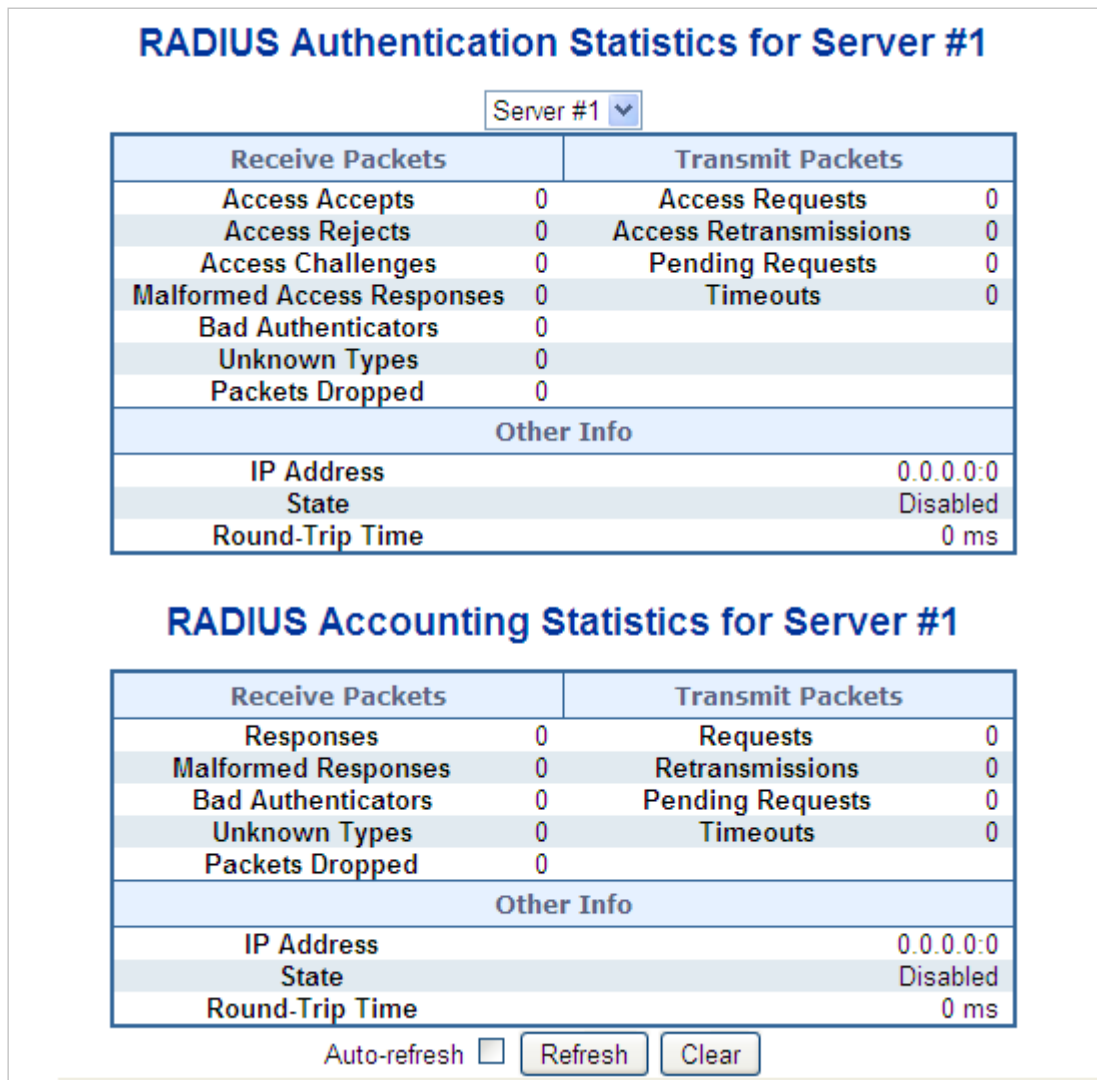 RADIUS Authentication Statistics for Server #1
Server #1
Receive Packets Transmit Packets
Access Accepts 0 Access Requests 0
Access Rejects 0 Access Retransmissions 0
Access Challenges 0 Pending Requests 0
Malformed Access Responses 0 Timeouts 0
Bad Authenticators 0
Unknown Types 0
Packets Dropped 0
Other Info
IP Address 0.0.0.0:0
State Disabled
Round-Trip Time 0 ms
RADIUS Accounting Statistics for Server #1
Receive Packets Transmit Packets
Responses 0 Requests 0
Malformed Responses 0 Retransmissions 0
Bad Authenticators 0 Pending Requests 0
Unknown Types 0 Timeouts 0
Packets Dropped 0
Other Info
IP Address 0.0.0.0:0
State Disabled
Round-Trip Time 0 ms
Auto-refresh Refresh Clear